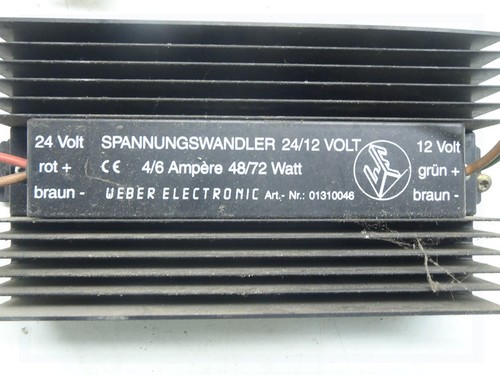 24 Volt SPANNUNGSWANDLER 24/12 VOLT 12 Volt
rot + CE 4/6 Ampère 48/72 Watt grün +
braun - WEBER ELECTRONIC Art.- Nr.: 01310046 braun -